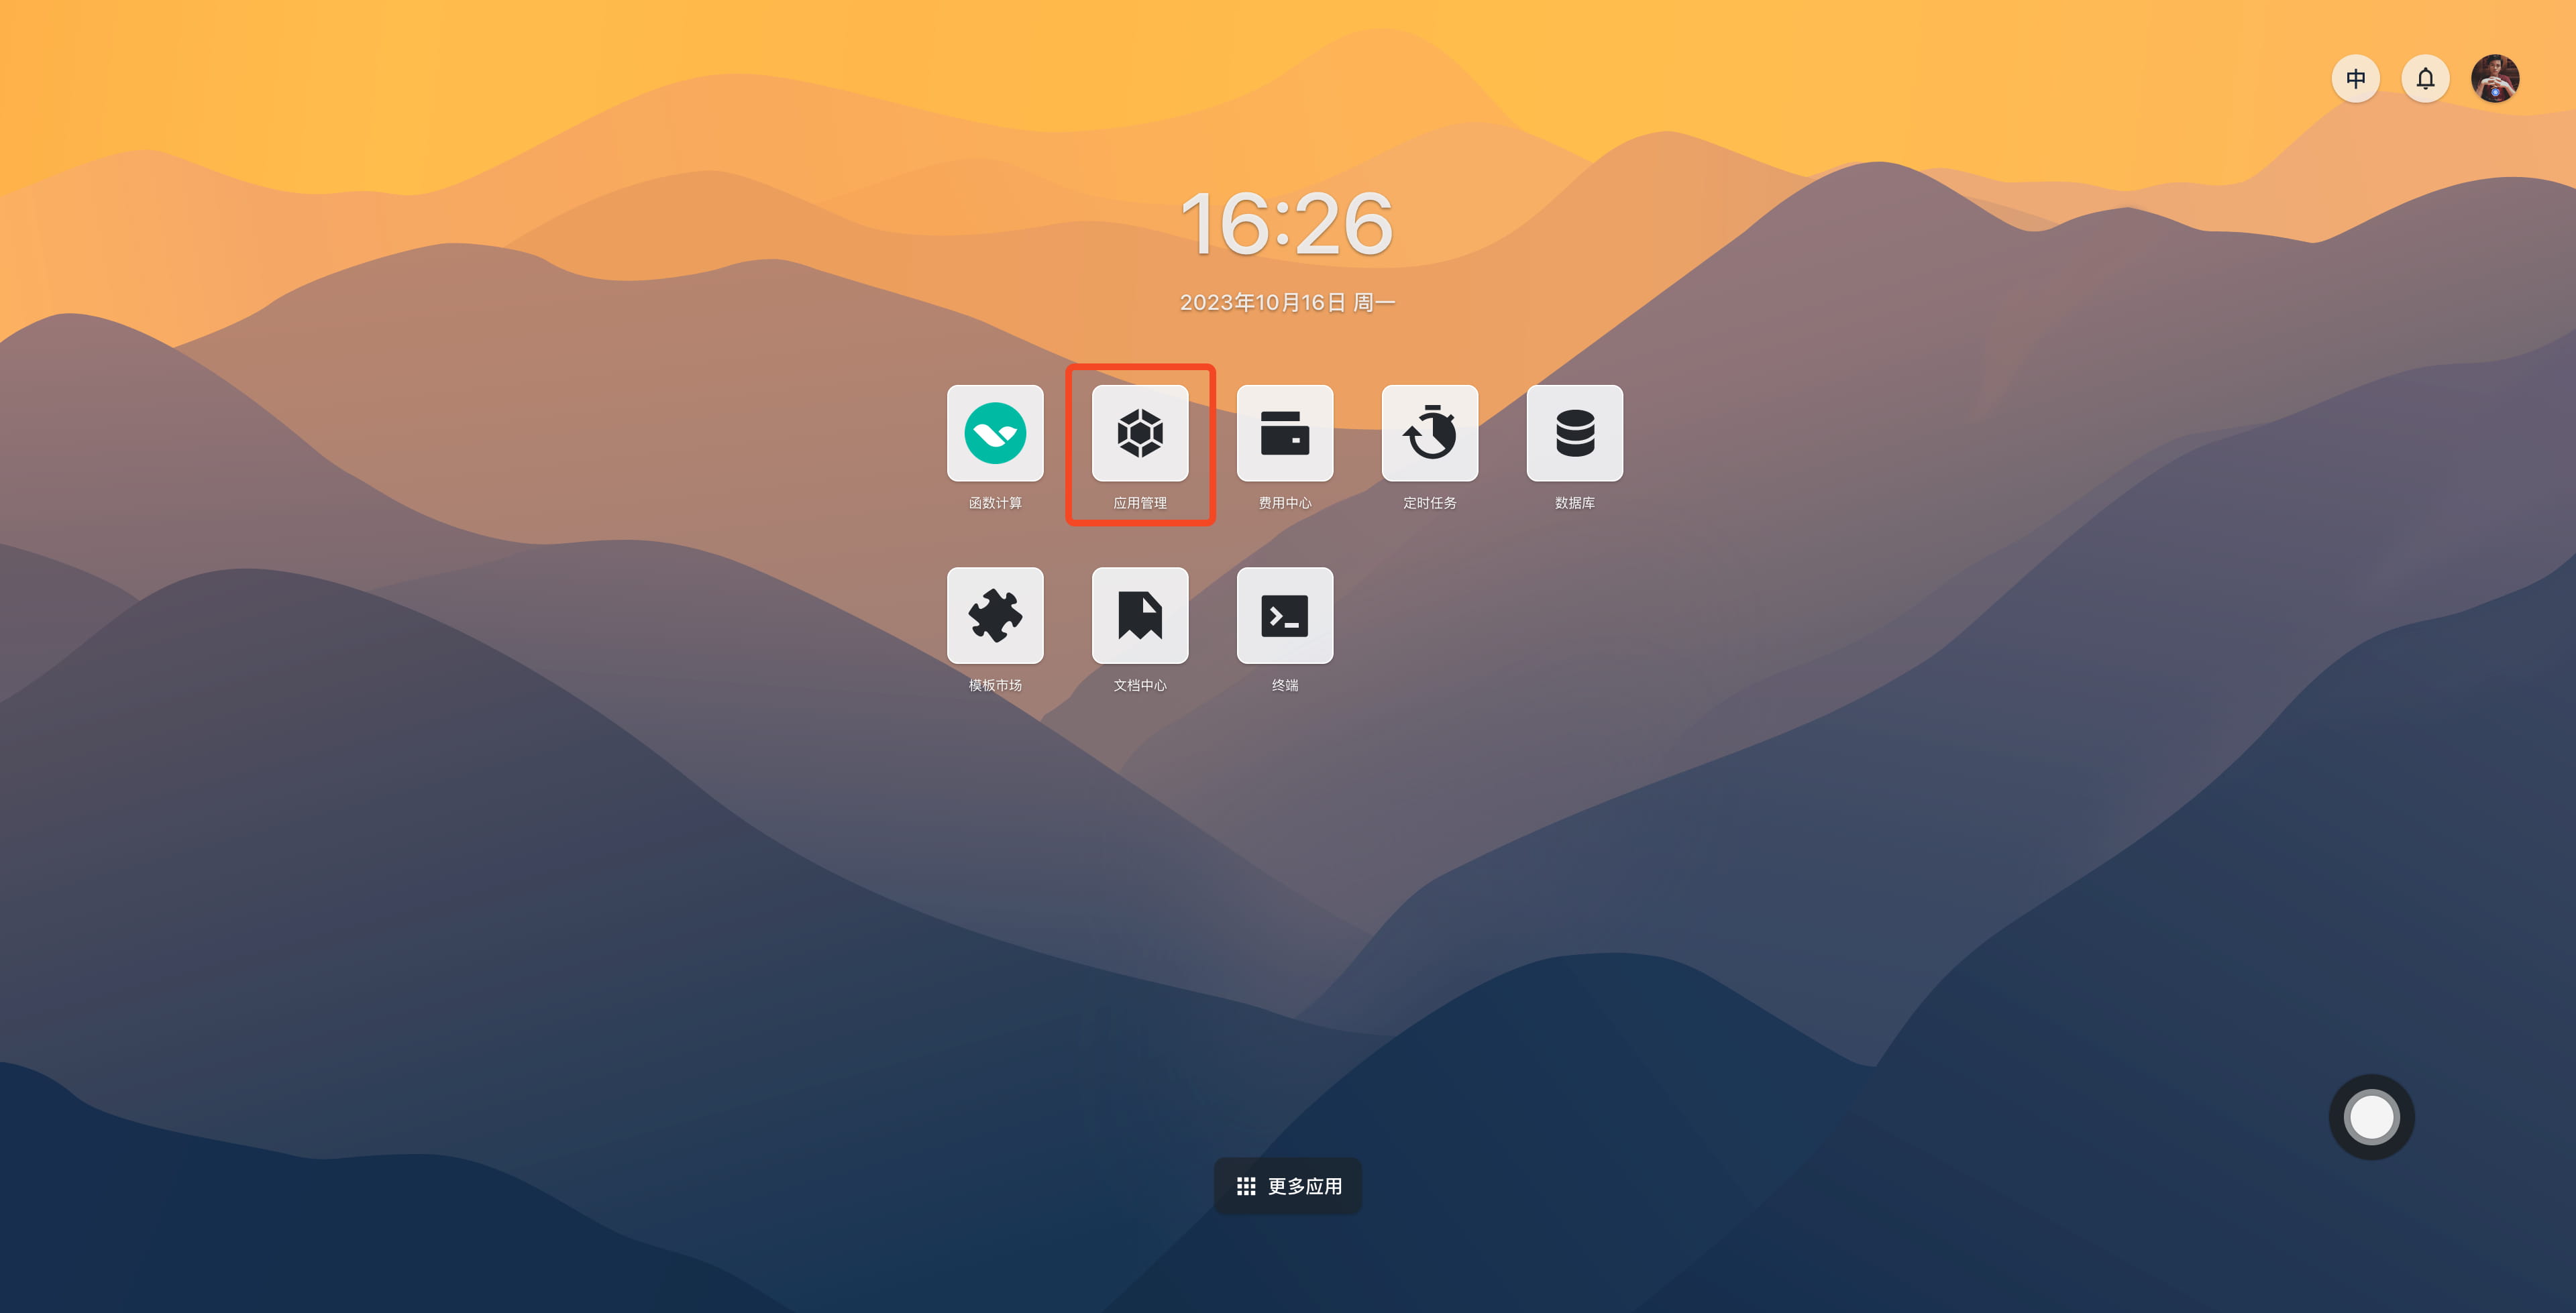 中
16:26
2023年10月16日 周一
函数计算
应用管理
费用中心
定时任务
数据库
模板市场
文档中心
终端
更多应用